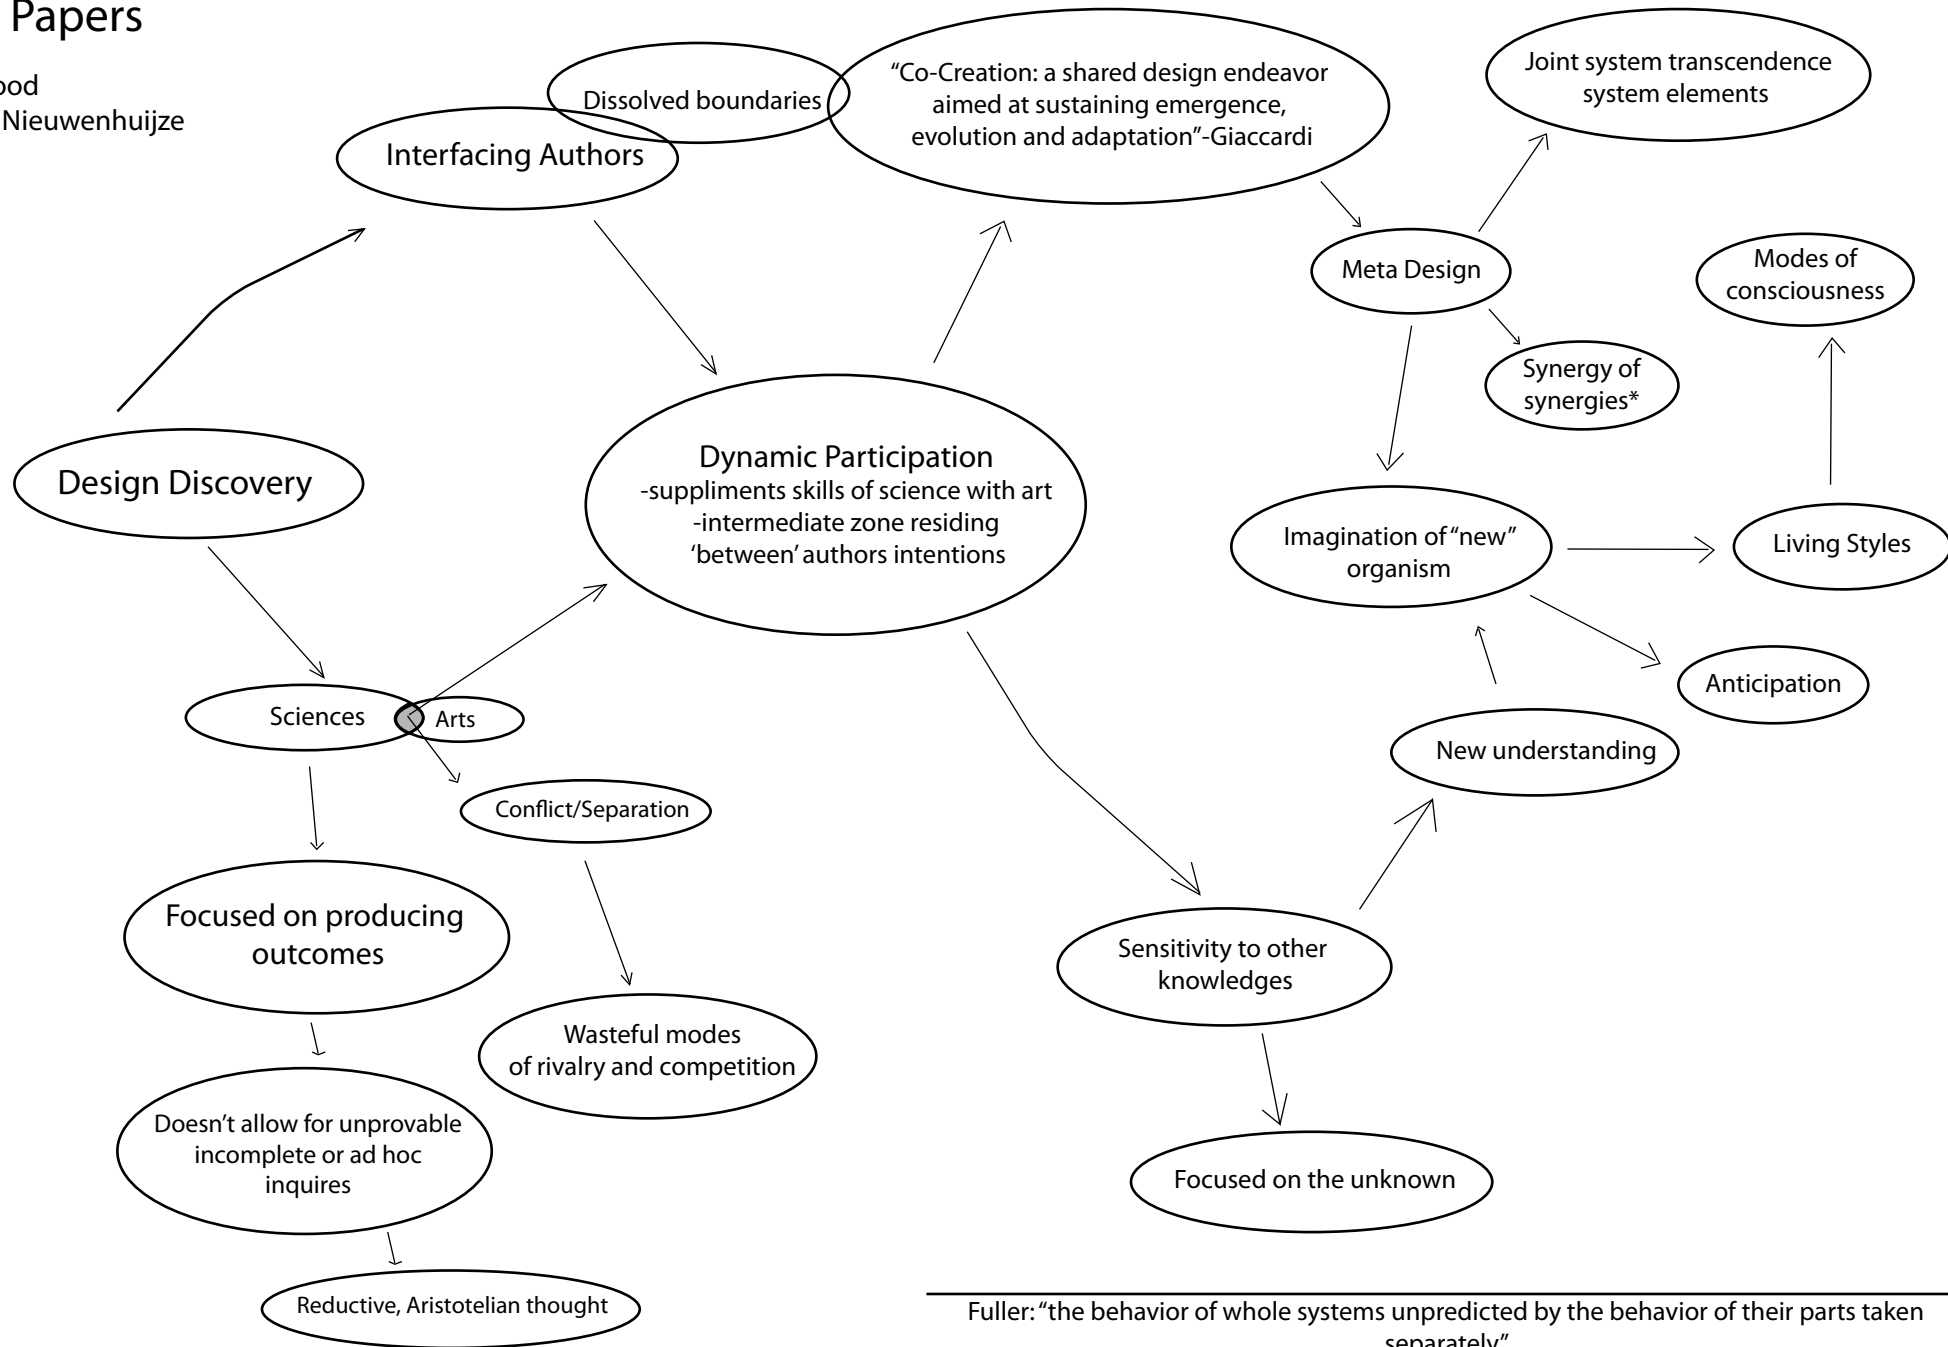 Papers
ood
Nieuwenhuijze
Dissolved boundaries
Interfacing Authors
“Co-Creation: a shared design endeavor
aimed at sustaining emergence,
evolution and adaptation”-Giaccardi
Joint system transcendence
system elements
Meta Design
Modes of
consciousness
Synergy of
synergies*
Design Discovery
Dynamic Participation
-suppliments skills of science with art
-intermediate zone residing
‘between’ authors intentions
Imagination of “new”
organism
Living Styles
Anticipation
Sciences
Arts
New understanding
Conflict/Separation
Focused on producing
outcomes
Sensitivity to other
knowledges
Wasteful modes
of rivalry and competition
Doesn’t allow for unprovable
incomplete or ad hoc
inquires
Focused on the unknown
Reductive, Aristotelian thought
Fuller: “the behavior of whole systems unpredicted by the behavior of their parts taken
separately”